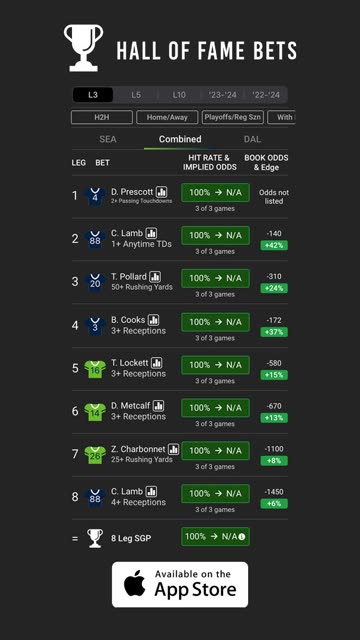 HALL OF FAME BETS
L3 L5 L10 '23-'24 '22-'24
H2H Home/Away Playoffs/Reg Szn With
SEA Combined DAL
LEG BET HIT RATE & IMPLIED ODDS BOOK ODDS & Edge
1 4 D. Prescott 100% → N/A Odds not listed
2+ Passing Touchdowns 3 of 3 games
2 88 C. Lamb 100% → N/A -140
1+ Anytime TDs 3 of 3 games +42%
3 20 T. Pollard 100% → N/A -310
50+ Rushing Yards 3 of 3 games +24%
4 3 B. Cooks 100% → N/A -172
3+ Receptions 3 of 3 games +37%
5 16 T. Lockett 100% → N/A -580
3+ Receptions 3 of 3 games +15%
6 14 D. Metcalf 100% → N/A -670
3+ Receptions 3 of 3 games +13%
7 26 Z. Charbonnet 100% → N/A -1100
25+ Rushing Yards 3 of 3 games +8%
8 88 C. Lamb 100% → N/A -1450
4+ Receptions 3 of 3 games +6%
= 8 Leg SGP 100% → N/A
Available on the
App Store